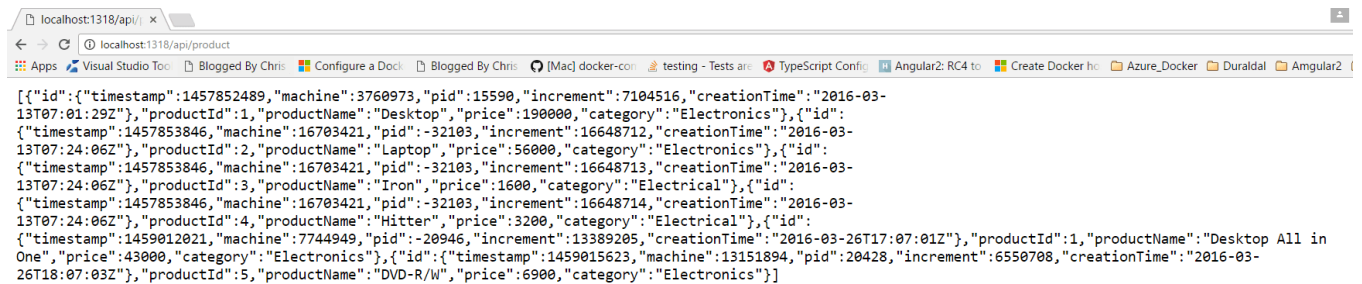 localhost:1318/api/
localhost:1318/api/product
Apps Visual Studio Too Blogged By Chris Configure a Dock Blogged By Chris [Mac] docker-con testing - Tests are TypeScript Config Angular2: RC4 to Create Docker ho Azure_Docker Duraldal Amgular2
[{"id":{"timestamp":1457852489,"machine":3760973,"pid":15590,"increment":7104516,"creationTime":"2016-03-
13T07:01:29Z"},"productId":1,"productName":"Desktop","price":190000,"category":"Electronics"},{"id":
{"timestamp":1457853846,"machine":16703421,"pid":-32103,"increment":16648712,"creationTime":"2016-03-
13T07:24:06Z"},"productId":2,"productName":"Laptop","price":56000,"category":"Electronics"},{"id":
{"timestamp":1457853846,"machine":16703421,"pid":-32103,"increment":16648713,"creationTime":"2016-03-
13T07:24:06Z"},"productId":3,"productName":"Iron","price":1600,"category":"Electrical"},{"id":
{"timestamp":1457853846,"machine":16703421,"pid":-32103,"increment":16648714,"creationTime":"2016-03-
13T07:24:06Z"},"productId":4,"productName":"Hitter","price":3200,"category":"Electrical"},{"id":
{"timestamp":1459012021,"machine":7744949,"pid":-20946,"increment":13389205,"creationTime":"2016-03-26T17:07:01Z"},"productId":1,"productName":"Desktop All in
One","price":43000,"category":"Electronics"},{"id":{"timestamp":1459015623,"machine":13151894,"pid":20428,"increment":6550708,"creationTime":"2016-03-
26T18:07:03Z"},"productId":5,"productName":"DVD-R/W","price":6900,"category":"Electronics"}]